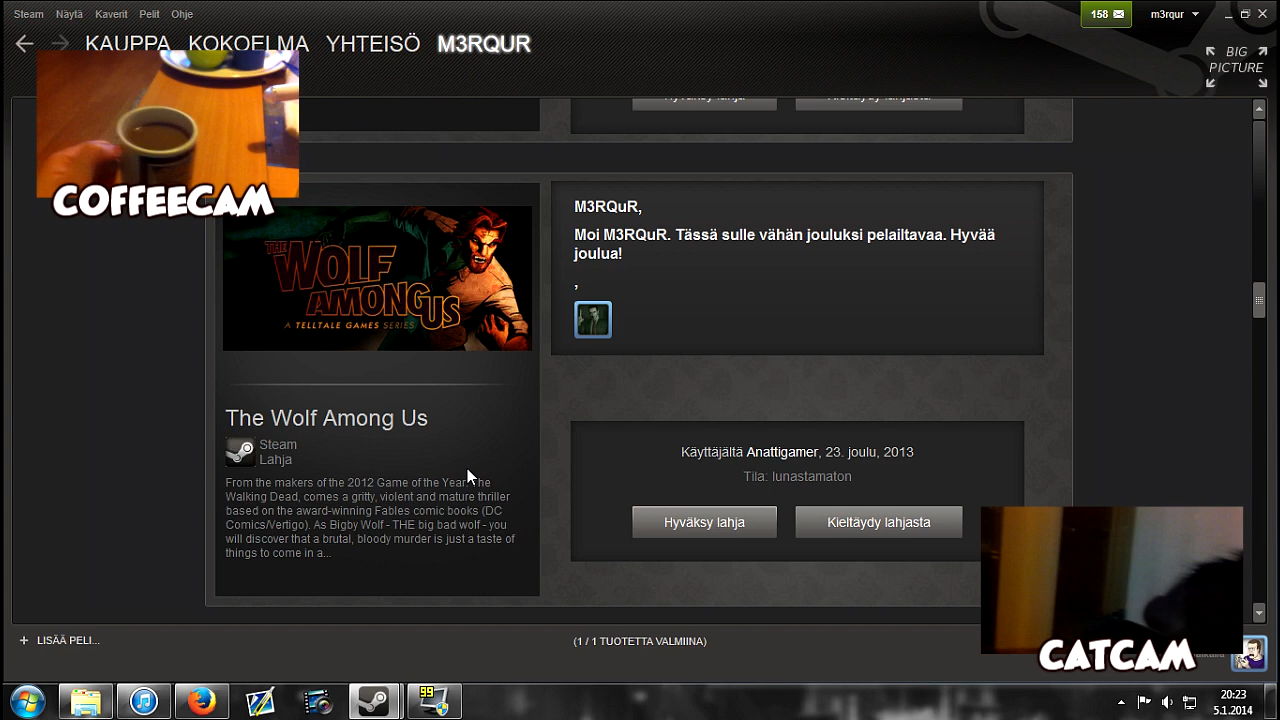 Steam Näytä Kaverit Pelit Ohje
158
m3rqur
KAUPPA KOKOELMA YHTEISÖ M3RQUR
BIG
PICTURE
Hyväksy lahja Kieltäydy lahjasta
COFFEECAM
THE
WOLF
AMONG
US
A TELLTALE GAMES SERIES
M3RQuR,
Moi M3RQuR. Tässä sulle vähän jouluksi pelailtavaa. Hyvää
joulua!
,
The Wolf Among Us
Steam
Lahja
From the makers of the 2012 Game of the Year: The
Walking Dead, comes a gritty, violent and mature thriller
based on the award-winning Fables comic books (DC
Comics/Vertigo). As Bigby Wolf - THE big bad wolf - you
will discover that a brutal, bloody murder is just a taste of
things to come in a...
Käyttäjältä Anattigamer, 23. joulu, 2013
Tila: lunastamaton
Hyväksy lahja Kieltäydy lahjasta
CATCAM
+ LISÄÄ PELI...
(1 / 1 TUOTETTA VALMIINA)
99
20:23
5.1.2014